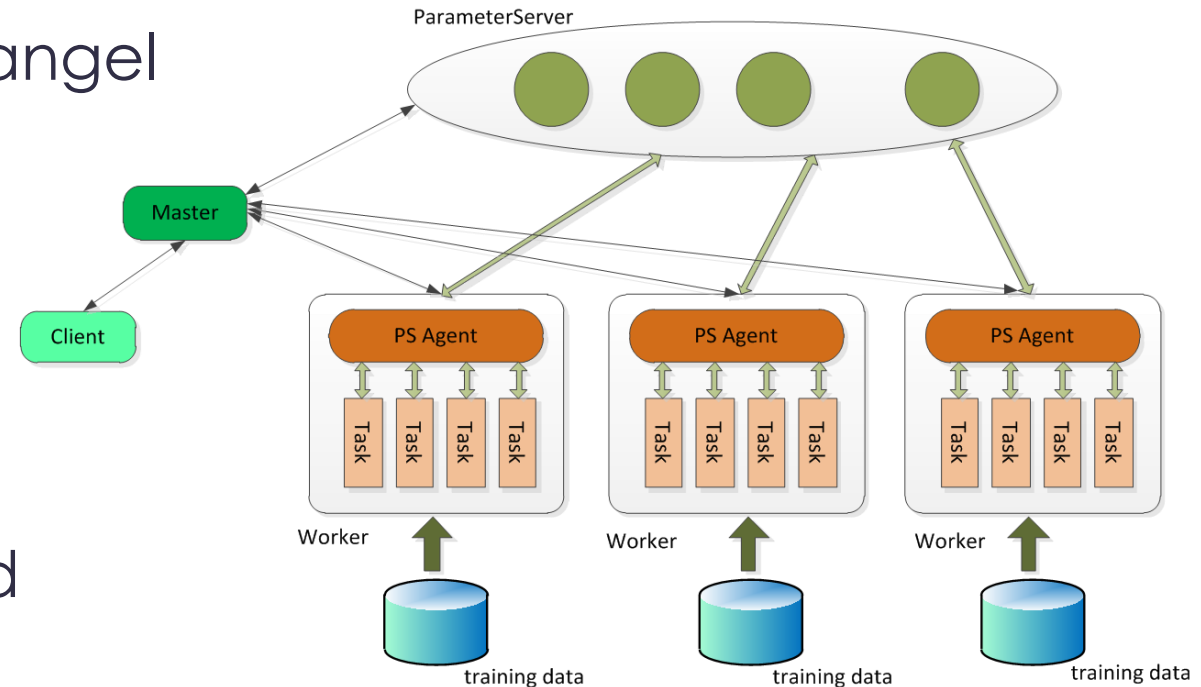 ParameterServer
angel
Master
Client
PS Agent
PS Agent
PS Agent
Task
Task
Task
Task
Task
Task
Task
Task
Task
Task
Task
Task
Worker
Worker
Worker
d
training data
training data
training data